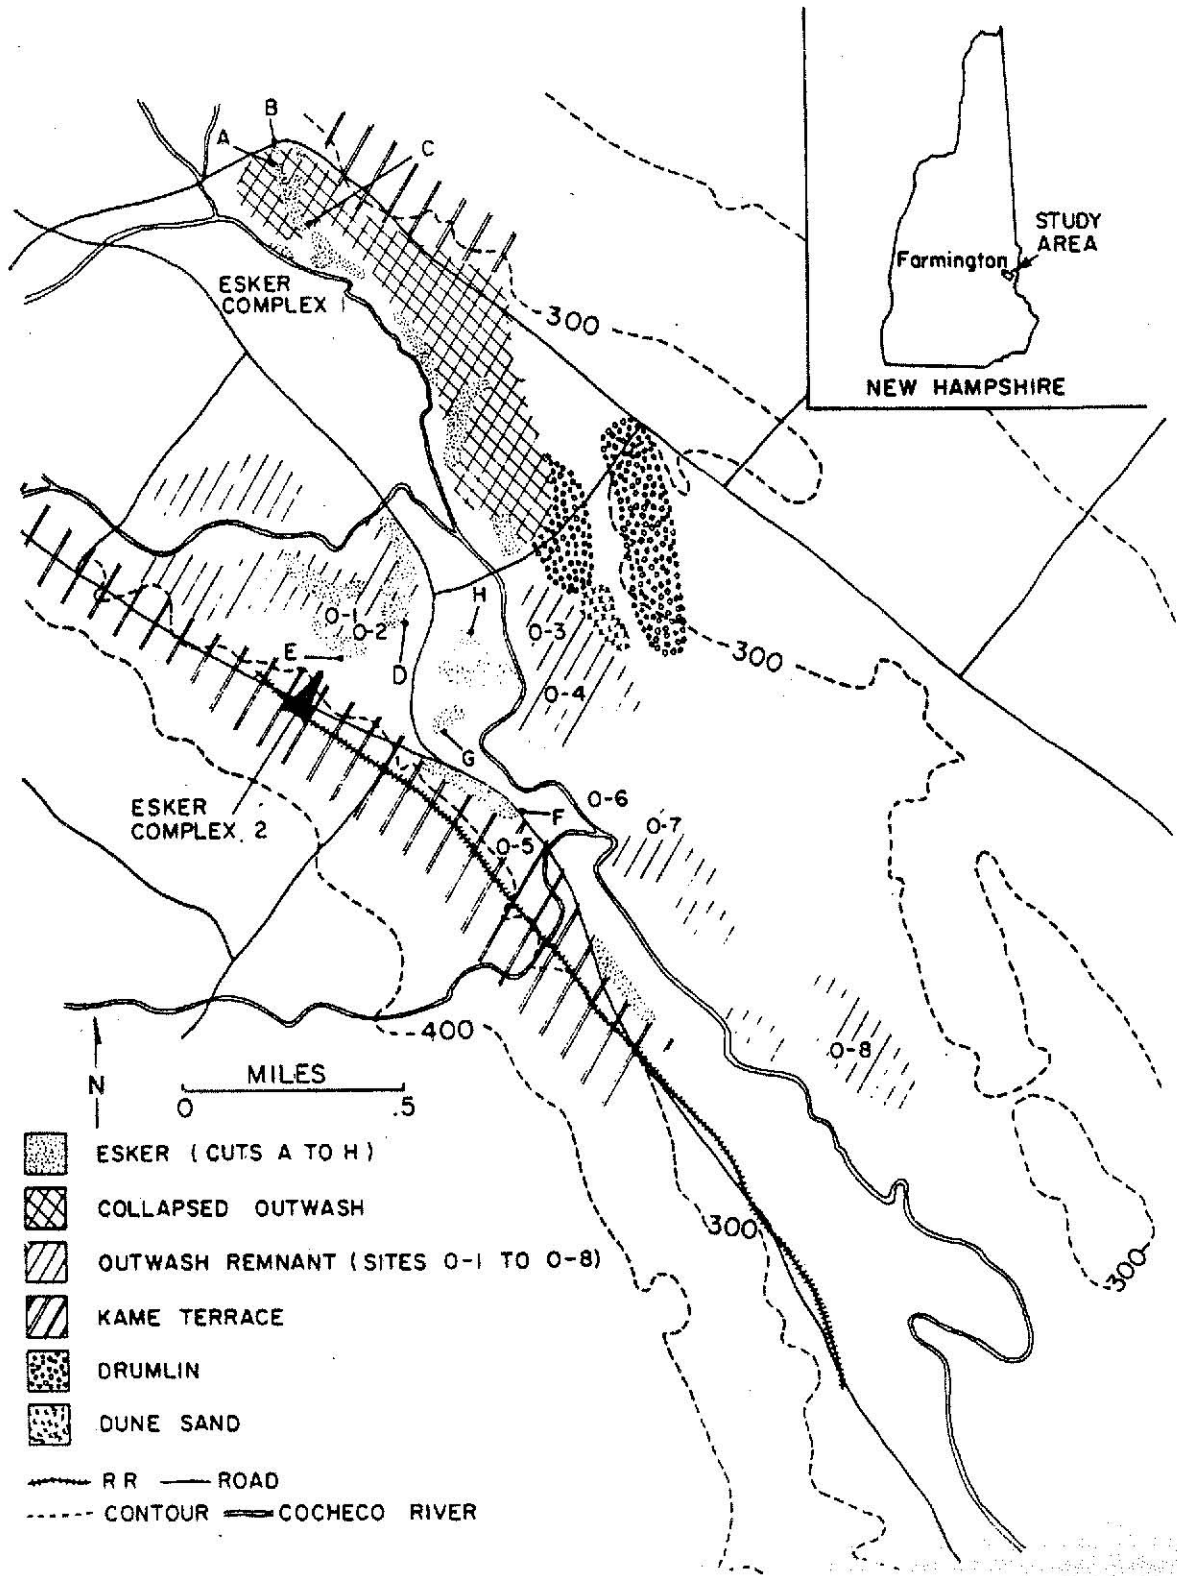 B
A
C
STUDY
AREA
Farmington
ESKER
COMPLEX 1
300
NEW HAMPSHIRE
H
O-1
O-2
O-3
E
D
300
O-4
G
ESKER
COMPLEX 2
F
O-6
O-7
O-5
400
O-8
N
MILES
0 .5
ESKER (CUTS A TO H)
COLLAPSED OUTWASH
OUTWASH REMNANT (SITES O-1 TO O-8)
300
300
KAME TERRACE
DRUMLIN
DUNE SAND
RR ROAD
CONTOUR COCHECO RIVER